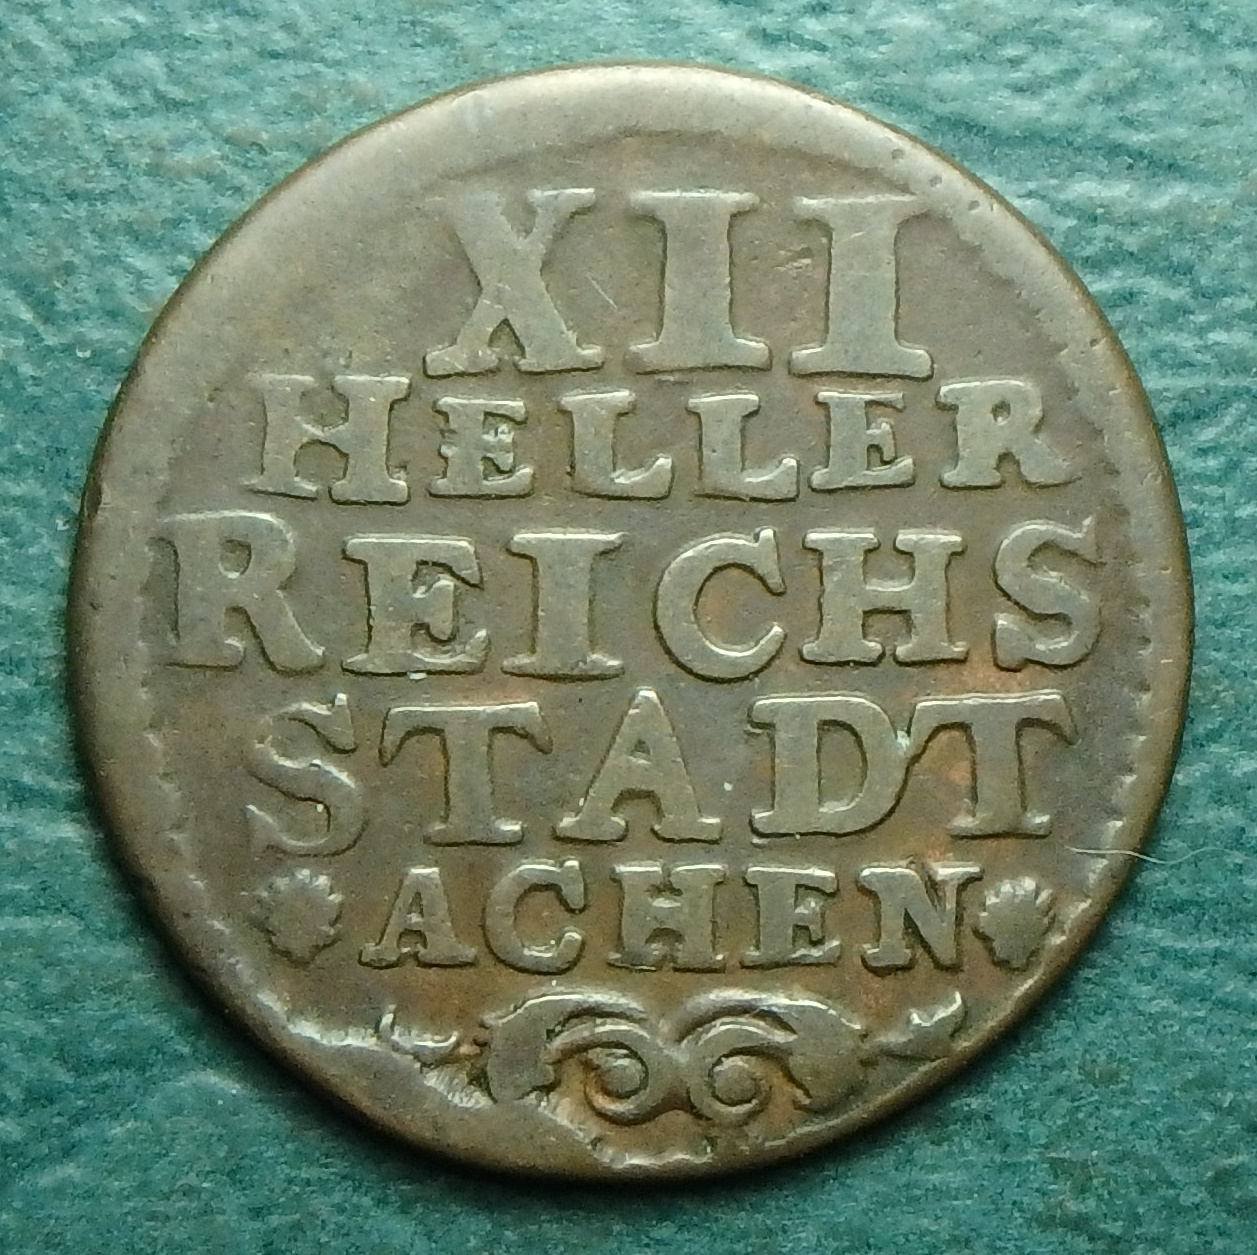 XII
HELLER
REICHS
STADT
ACHEN